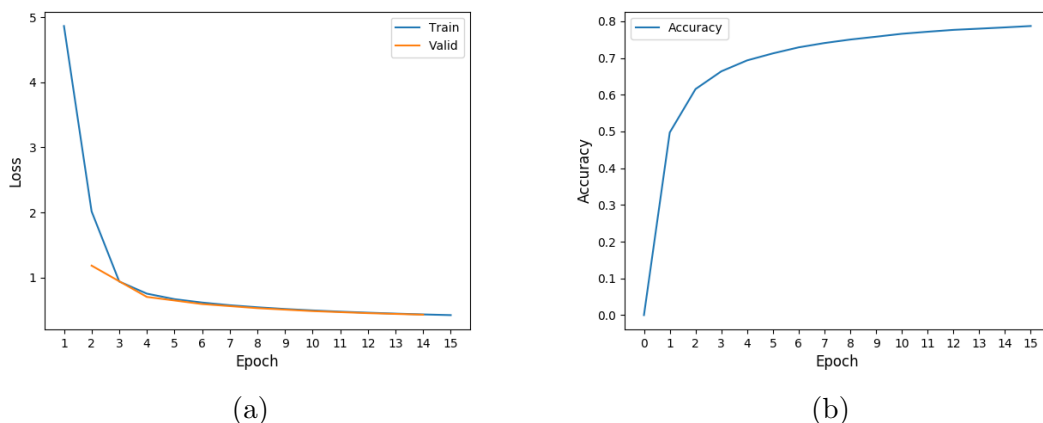 5
4
3
2
1
Loss
Train
Valid
1 2 3 4 5 6 7 8 9 10 11 12 13 14 15
Epoch
(a)
0.8
0.7
0.6
0.5
0.4
0.3
0.2
0.1
0.0
Accuracy
Accuracy
0 1 2 3 4 5 6 7 8 9 10 11 12 13 14 15
Epoch
(b)